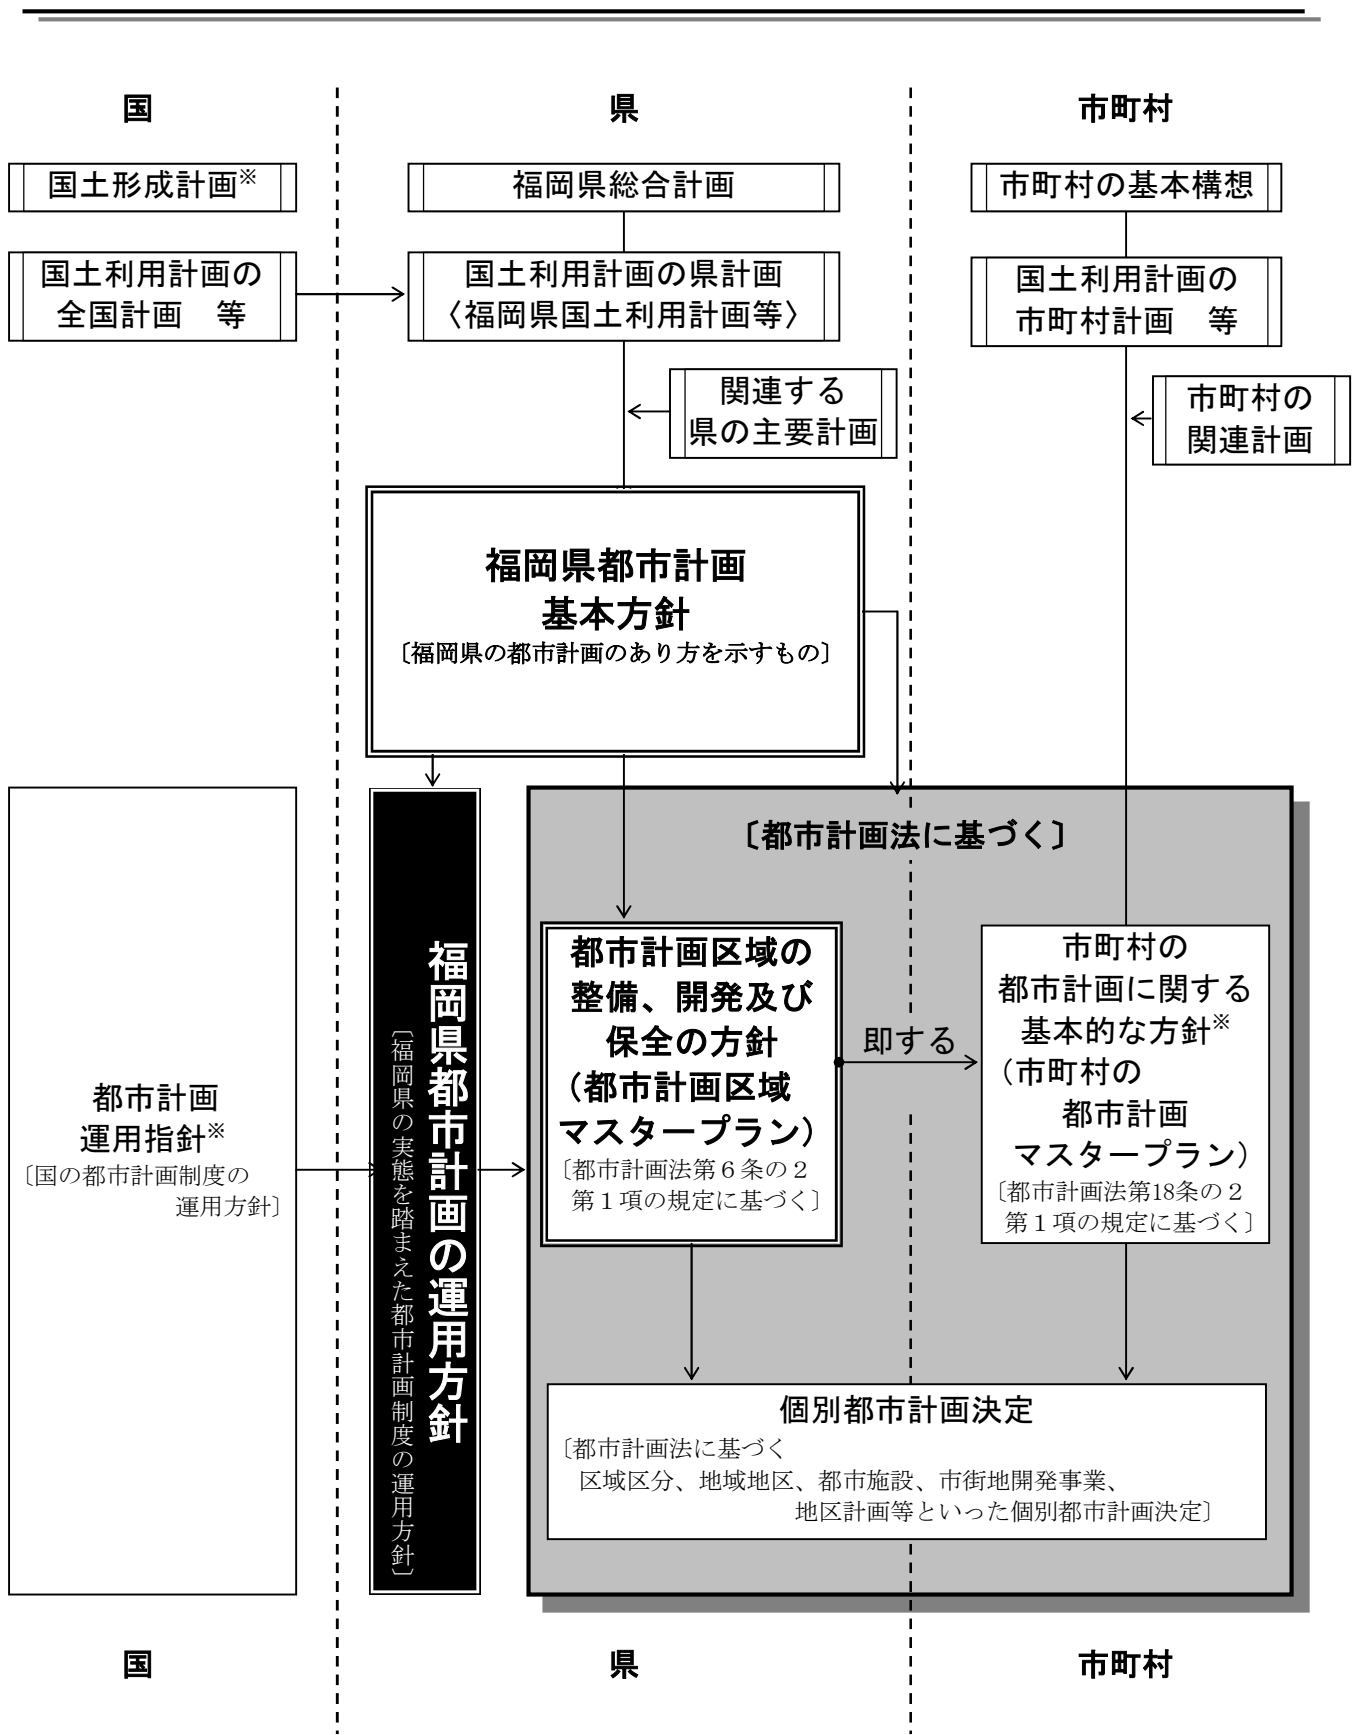 国
県
市町村
国土形成計画※
福岡県総合計画
市町村の基本構想
国土利用計画の
全国計画　等
国土利用計画の県計画
〈福岡県国土利用計画等〉
国土利用計画の
市町村計画　等
関連する
県の主要計画
市町村の
関連計画
福岡県都市計画
基本方針
〔福岡県の都市計画のあり方を示すもの〕
都市計画
運用指針※
〔国の都市計画制度の
運用方針〕
福岡県都市計画の運用方針
〔福岡県の実態を踏まえた都市計画制度の運用方針〕
〔都市計画法に基づく〕
都市計画区域の
整備、開発及び
保全の方針
（都市計画区域
マスタープラン）
〔都市計画法第６条の２
第１項の規定に基づく〕
即する
市町村の
都市計画に関する
基本的な方針※
（市町村の
都市計画
マスタープラン）
〔都市計画法第18条の２
第１項の規定に基づく〕
個別都市計画決定
〔都市計画法に基づく
区域区分、地域地区、都市施設、市街地開発事業、
地区計画等といった個別都市計画決定〕
国
県
市町村